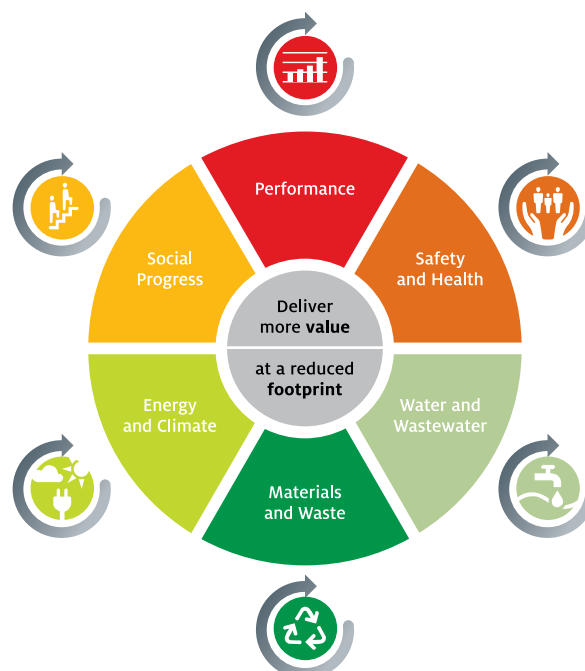 Performance
Social
Progress
Safety
and Health
Deliver
more value
at a reduced
footprint
Energy
and Climate
Water and
Wastewater
Materials
and Waste